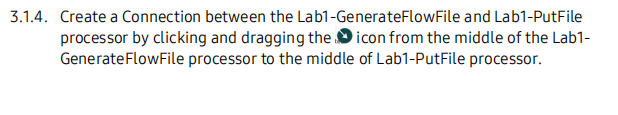 3.1.4. Create a Connection between the Lab1-GenerateFlowFile and Lab1-PutFile
processor by clicking and dragging the icon from the middle of the Lab1-
GenerateFlowFile processor to the middle of Lab1-PutFile processor.